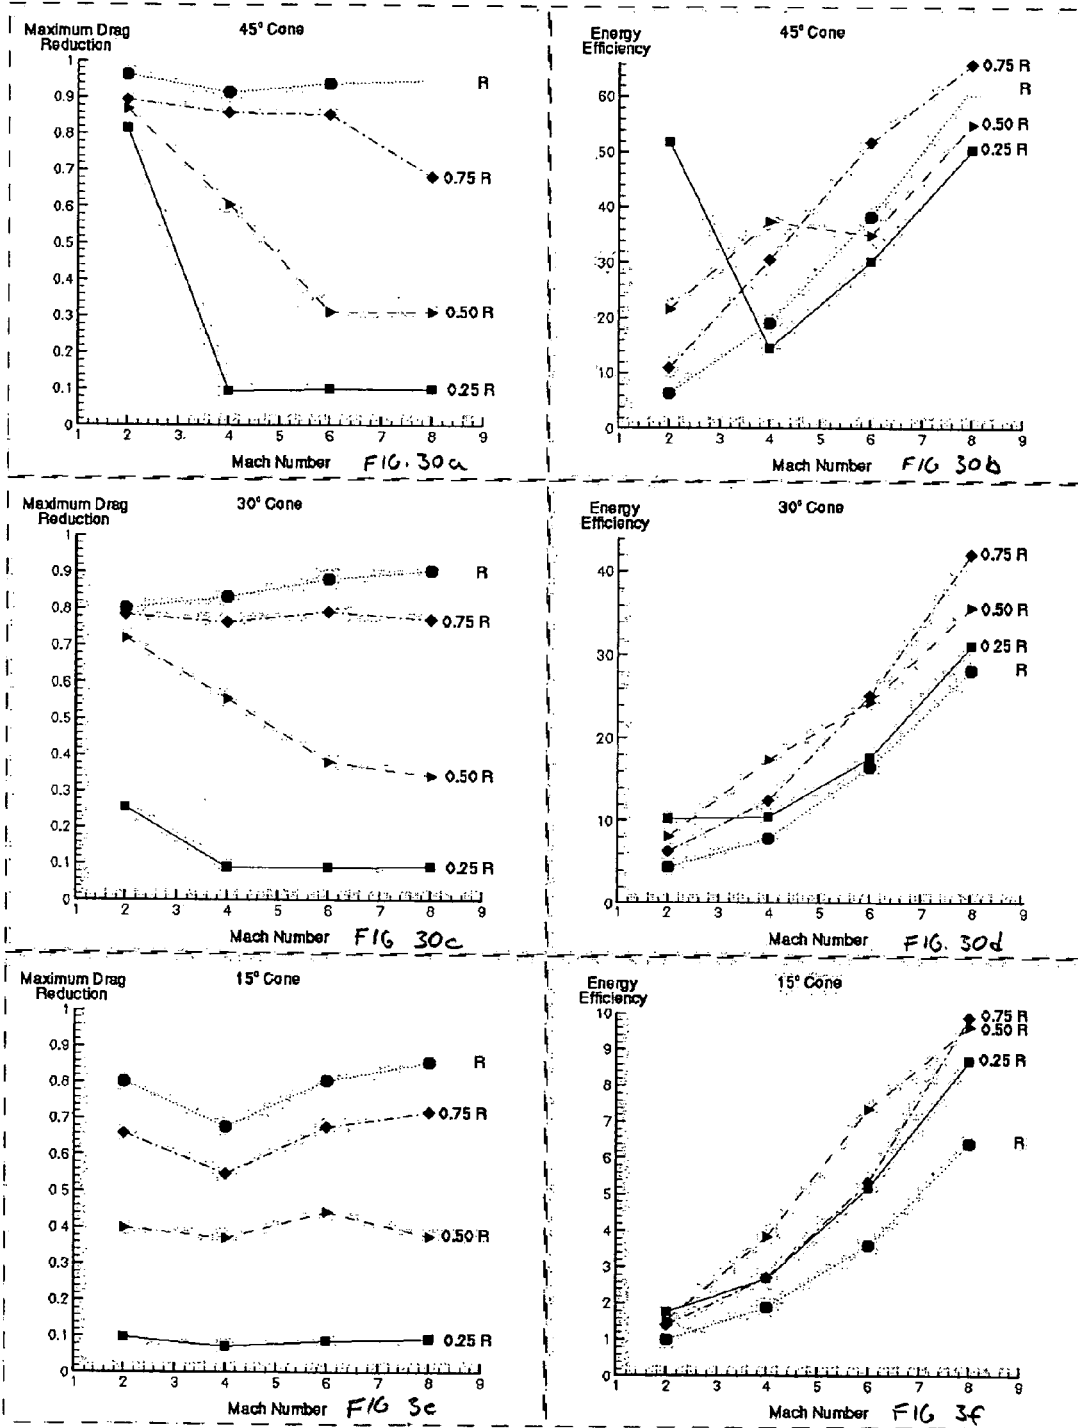 Maximum Drag
Reduction
45° Cone
1
0.9
0.8
0.7
0.6
0.5
0.4
0.3
0.2
0.1
0
1 2 3 4 5 6 7 8 9
R
0.75 R
0.50 R
0.25 R
Mach Number FIG. 30a
Energy
Efficiency
45° Cone
60
50
40
30
20
10
0
1 2 3 4 5 6 7 8 9
0.75 R
R
0.50 R
0.25 R
Mach Number FIG 30b
Maximum Drag
Reduction
30° Cone
1
0.9
0.8
0.7
0.6
0.5
0.4
0.3
0.2
0.1
0
1 2 3 4 5 6 7 8 9
R
0.75 R
0.50 R
0.25 R
Mach Number FIG 30c
Energy
Efficiency
30° Cone
40
30
20
10
0
1 2 3 4 5 6 7 8 9
0.75 R
0.50 R
0.25 R
R
Mach Number FIG. 30d
Maximum Drag
Reduction
15° Cone
1
0.9
0.8
0.7
0.6
0.5
0.4
0.3
0.2
0.1
0
1 2 3 4 5 6 7 8 9
R
0.75 R
0.50 R
0.25 R
Mach Number FIG 3e
Energy
Efficiency
15° Cone
10
9
8
7
6
5
4
3
2
1
0
1 2 3 4 5 6 7 8 9
0.75 R
0.50 R
0.25 R
R
Mach Number FIG 3f